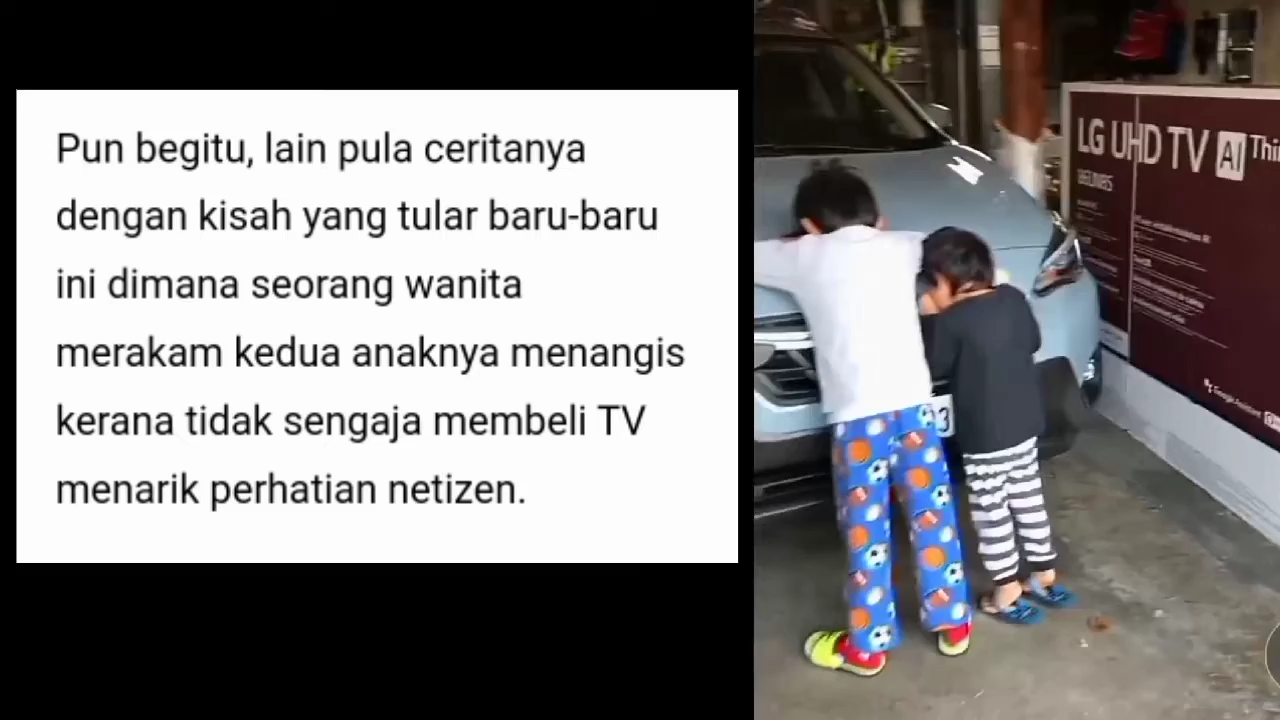 Pun begitu, lain pula ceritanya
dengan kisah yang tular baru-baru
ini dimana seorang wanita
merakam kedua anaknya menangis
kerana tidak sengaja membeli TV
menarik perhatian netizen.
LG UHD TV AI
3